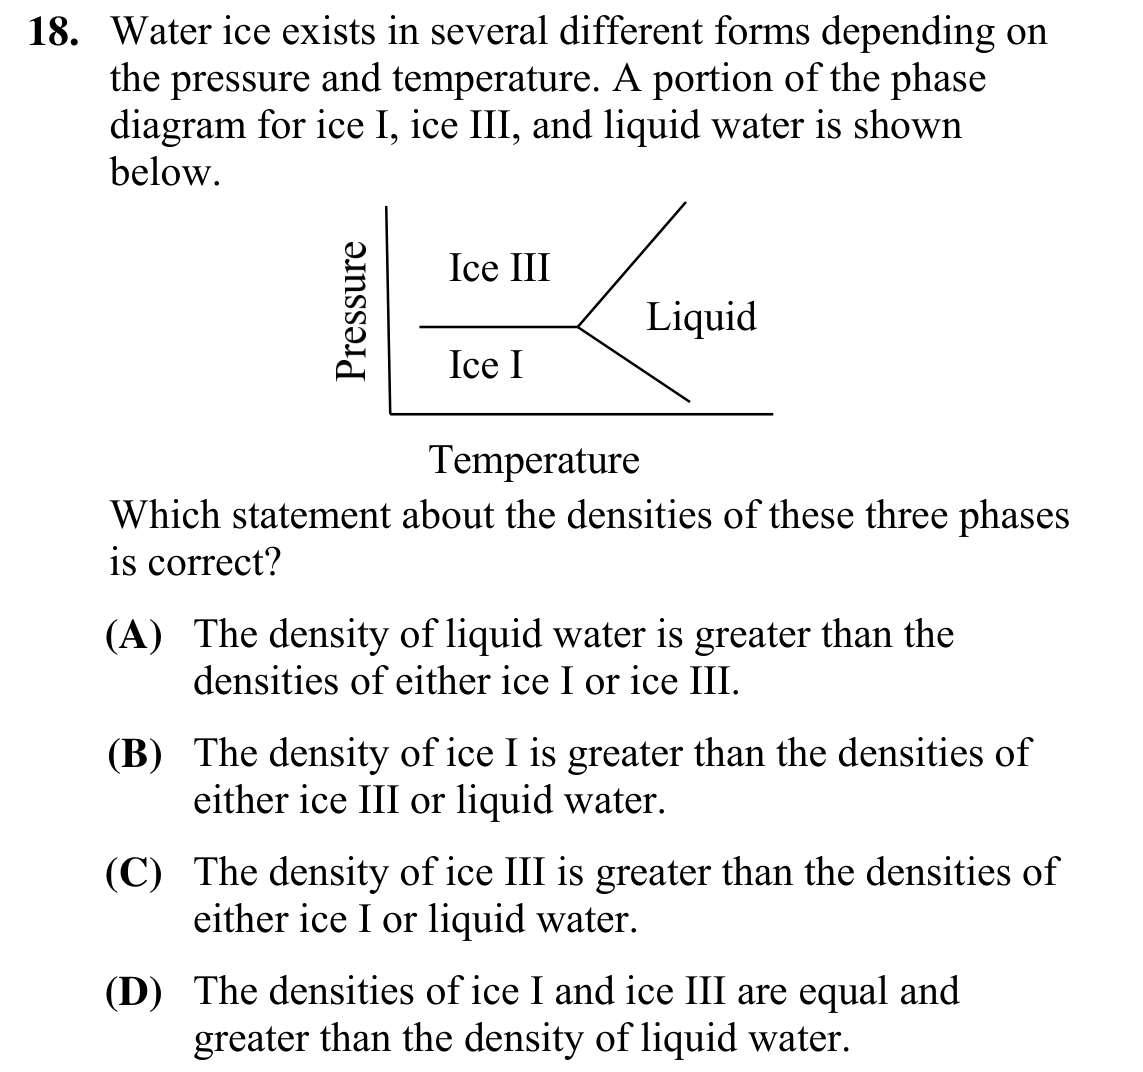 18. Water ice exists in several different forms depending on
the pressure and temperature. A portion of the phase
diagram for ice I, ice III, and liquid water is shown
below.
Pressure
Ice III
Liquid
Ice I
Temperature
Which statement about the densities of these three phases
is correct?
(A) The density of liquid water is greater than the
densities of either ice I or ice III.
(B) The density of ice I is greater than the densities of
either ice III or liquid water.
(C) The density of ice III is greater than the densities of
either ice I or liquid water.
(D) The densities of ice I and ice III are equal and
greater than the density of liquid water.